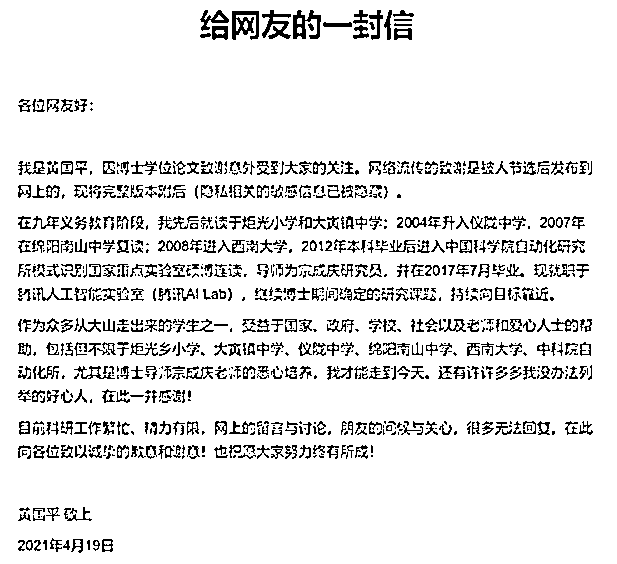 给网友的一封信
各位网友好：
我是黄国平，因博士学位论文致谢意外受到大家的关注。网络流传的致谢是被人节选后发布到
网上的，现将完整版本附后（隐私相关的敏感信息已被隐藏）。
在九年义务教育阶段，我先后就读于炬光小学和大寅镇中学；2004年升入仪陇中学，2007年
在绵阳南山中学复读；2008年进入西南大学，2012年本科毕业后进入中国科学院自动化研究
所模式识别国家重点实验室硕博连读，导师为宗成庆研究员，并在2017年7月毕业。现就职于
腾讯人工智能实验室（腾讯AI Lab），继续博士期间确定的研究课题，持续向目标靠近。
作为众多从大山走出来的学生之一，受益于国家、政府、学校、社会以及老师和爱心人士的帮
助，包括但不限于炬光乡小学、大寅镇中学、仪陇中学、绵阳南山中学、西南大学、中科院自
动化所，尤其是博士导师宗成庆老师的悉心培养，我才能走到今天。还有许许多多我没办法列
举的好心人，在此一并感谢！
目前科研工作繁忙、精力有限，网上的留言与讨论，朋友的问候与关心，很多无法回复，在此
向各位致以诚挚的歉意和谢意！也祝愿大家努力终有所成！
黄国平 敬上
2021年4月19日